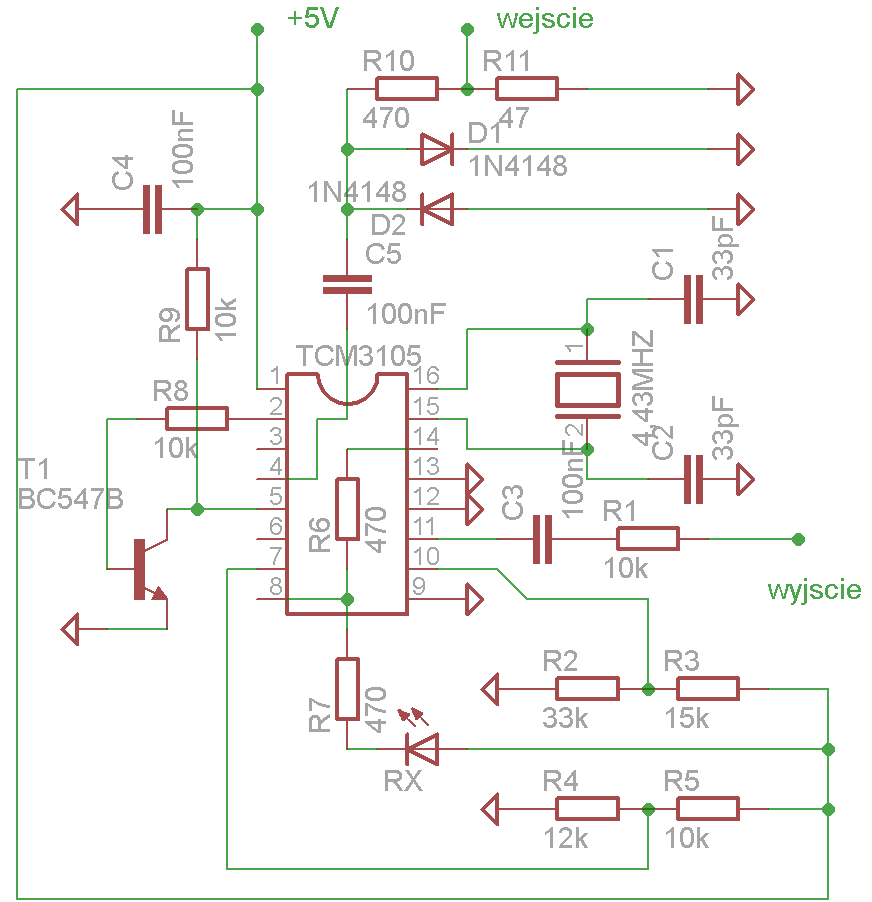 +5V
wejscie
R10
R11
470
47
D1
1N4148
C4
100nF
1N4148
D2
C5
100nF
C1
33pF
R9
10k
TCM3105
1
2
3
4
5
6
7
8
16
15
14
13
12
11
10
9
1
2
4,43MHZ
R8
10k
T1
BC547B
R6
470
C3
100nF
C2
33pF
R1
10k
wyjscie
R2
33k
R3
15k
R7
470
RX
R4
12k
R5
10k